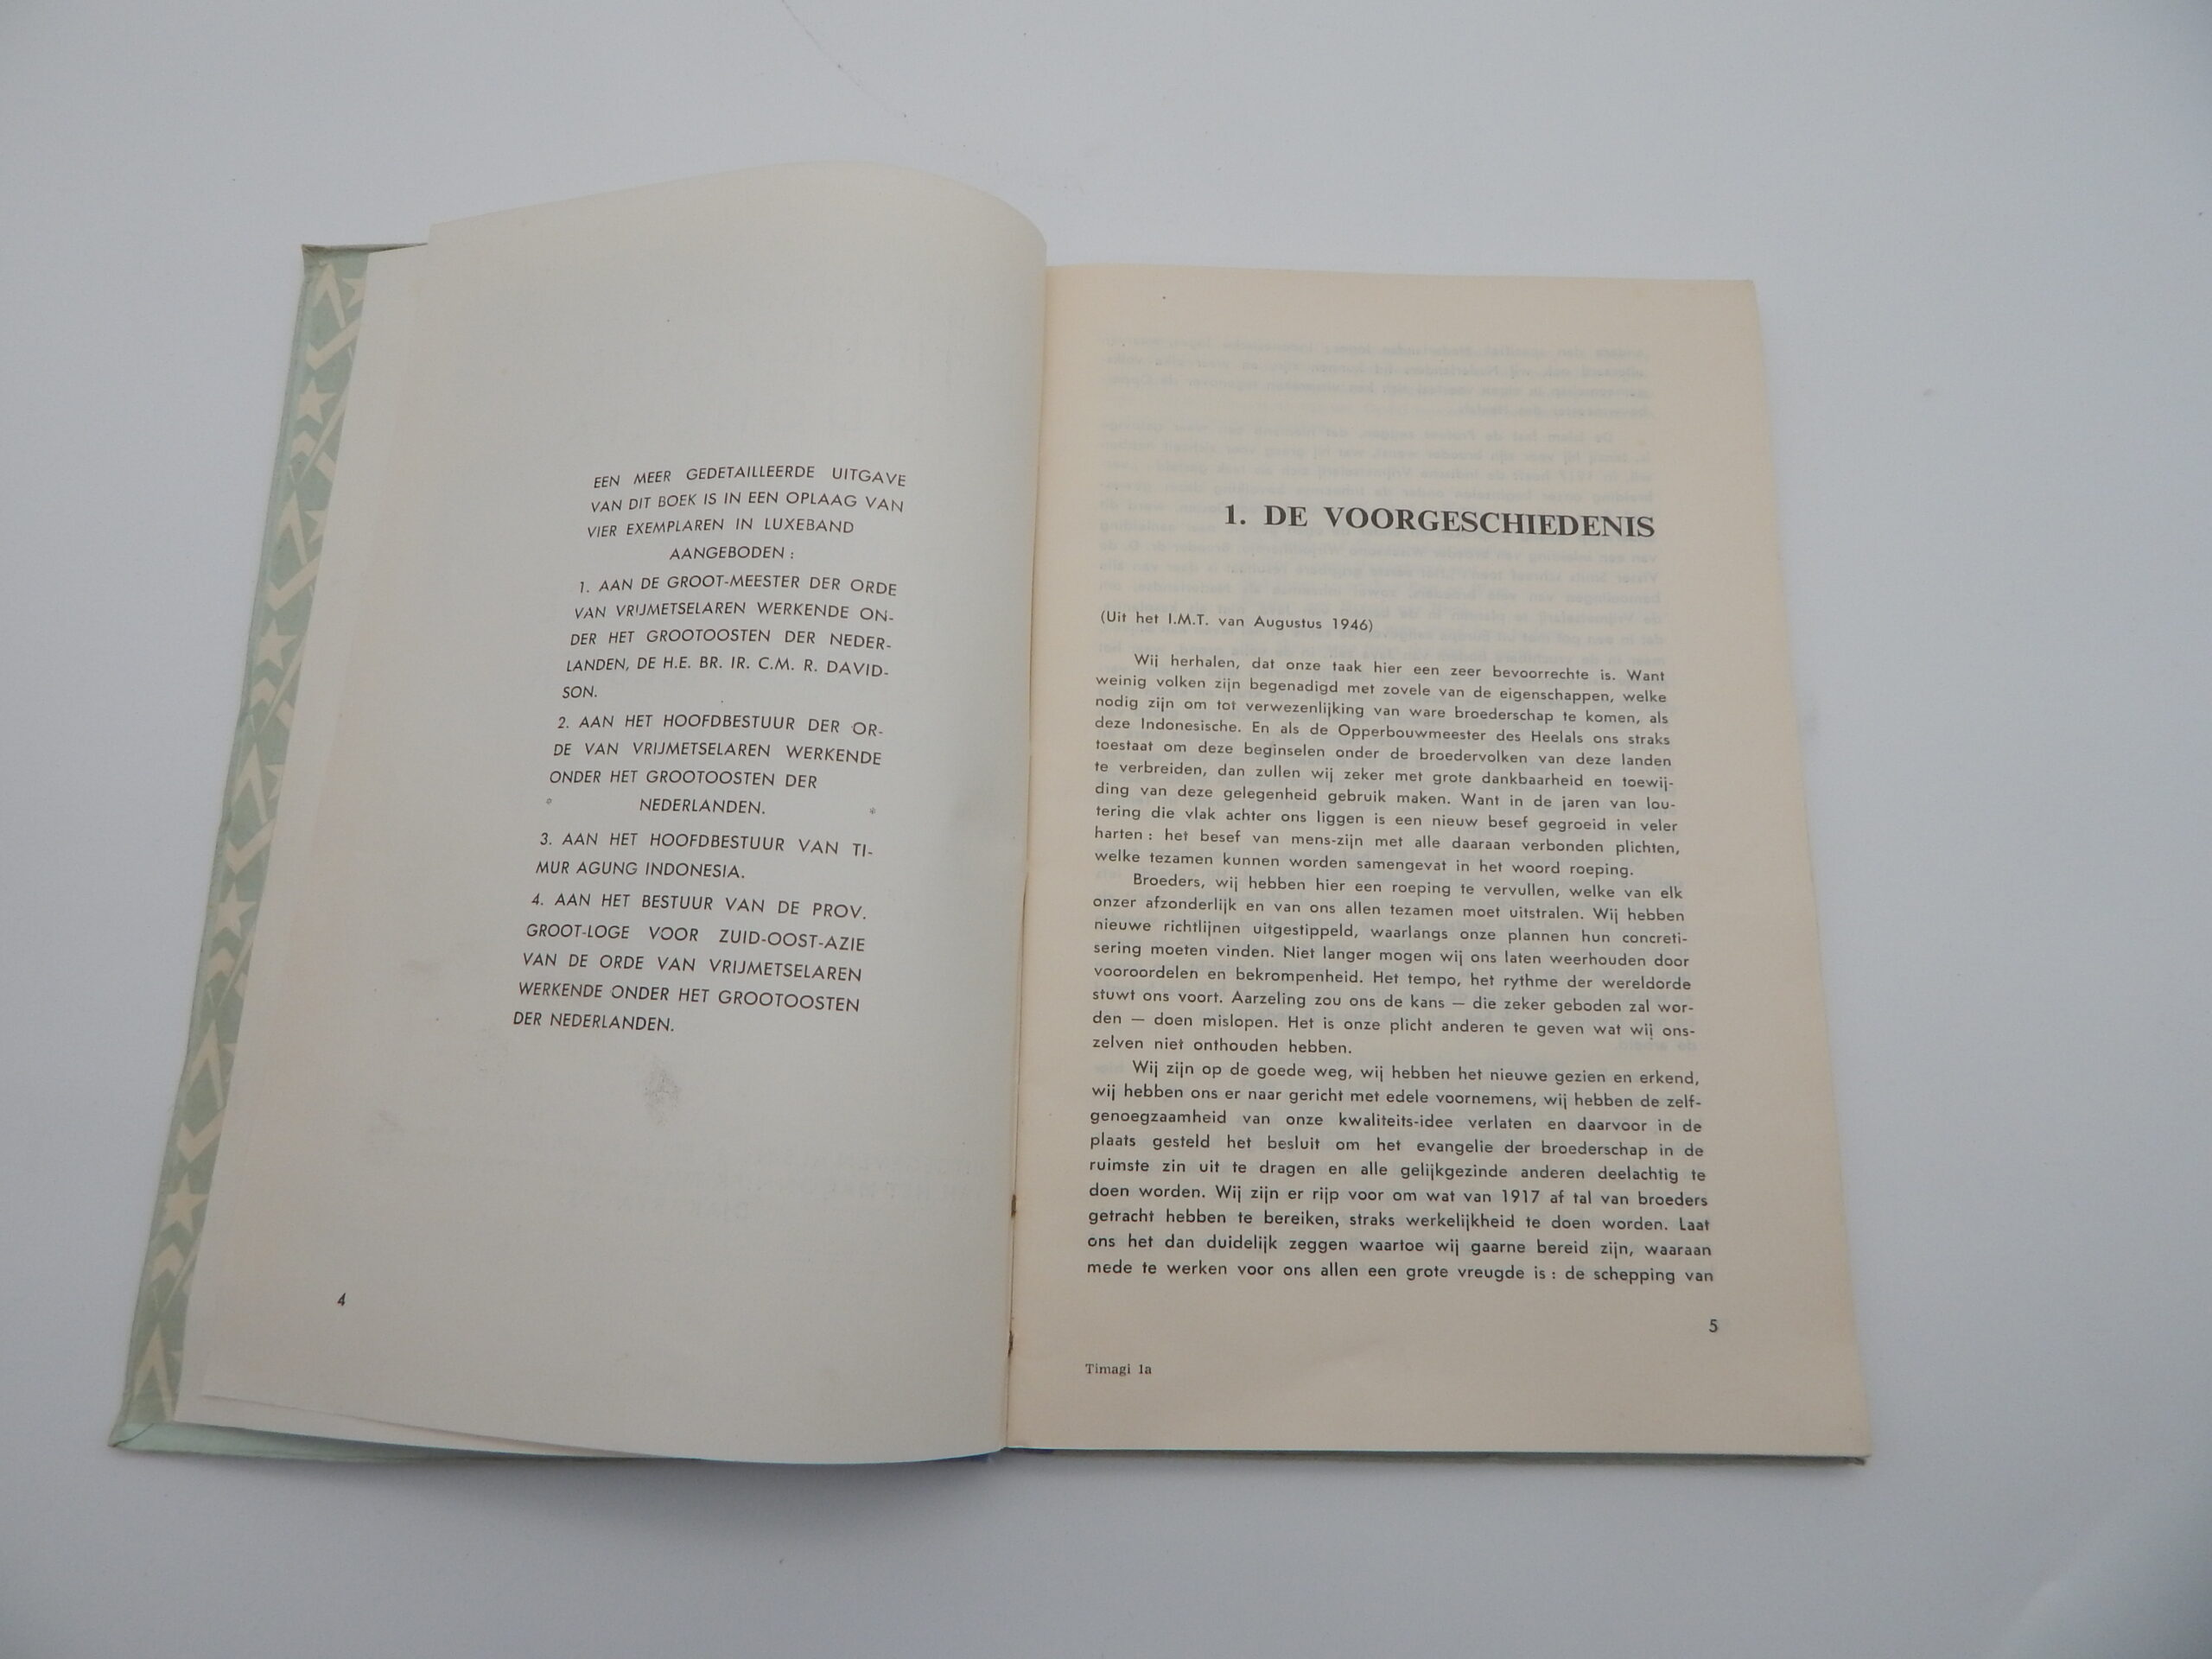 EEN MEER GEDETAILLEERDE UITGAVE
VAN DIT BOEK IS IN EEN OPLAAG VAN
VIER EXEMPLAREN IN LUXEBAND
AANGEBODEN :
1. AAN DE GROOT-MEESTER DER ORDE
VAN VRIJMETSELAREN WERKENDE ON-
DER HET GROOTOOSTEN DER NEDER-
LANDEN, DE H.E. BR. IR. C.M. R. DAVID-
SON.
2. AAN HET HOOFDBESTUUR DER OR-
DE VAN VRIJMETSELAREN WERKENDE
ONDER HET GROOTOOSTEN DER
NEDERLANDEN.
3. AAN HET HOOFDBESTUUR VAN TI-
MUR AGUNG INDONESIA.
4. AAN HET BESTUUR VAN DE PROV.
GROOT-LOGE VOOR ZUID-OOST-AZIE
VAN DE ORDE VAN VRIJMETSELAREN
WERKENDE ONDER HET GROOTOOSTEN
DER NEDERLANDEN.
4
1. DE VOORGESCHIEDENIS
(Uit het I.M.T. van Augustus 1946)
Wij herhalen, dat onze taak hier een zeer bevoorrechte is. Want
weinig volken zijn begenadigd met zovele van de eigenschappen, welke
nodig zijn om tot verwezenlijking van ware broederschap te komen, als
deze Indonesische. En als de Opperbouwmeester des Heelals ons straks
toestaat om deze beginselen onder de broedervolken van deze landen
te verbreiden, dan zullen wij zeker met grote dankbaarheid en toewij-
ding van deze gelegenheid gebruik maken. Want in de jaren van lou-
tering die vlak achter ons liggen is een nieuw besef gegroeid in veler
harten : het besef van mens-zijn met alle daaraan verbonden plichten,
welke tezamen kunnen worden samengevat in het woord roeping.
Broeders, wij hebben hier een roeping te vervullen, welke van elk
onzer afzonderlijk en van ons allen tezamen moet uitstralen. Wij hebben
nieuwe richtlijnen uitgestippeld, waarlangs onze plannen hun concreti-
sering moeten vinden. Niet langer mogen wij ons laten weerhouden door
vooroordelen en bekrompenheid. Het tempo, het rythme der wereldorde
stuwt ons voort. Aarzeling zou ons de kans — die zeker geboden zal wor-
den — doen mislopen. Het is onze plicht anderen te geven wat wij ons-
zelven niet onthouden hebben.
Wij zijn op de goede weg, wij hebben het nieuwe gezien en erkend,
wij hebben ons er naar gericht met edele voornemens, wij hebben de zelf-
genoegzaamheid van onze kwaliteits-idee verlaten en daarvoor in de
plaats gesteld het besluit om het evangelie der broederschap in de
ruimste zin uit te dragen en alle gelijkgezinde anderen deelachtig te
doen worden. Wij zijn er rijp voor om wat van 1917 af tal van broeders
getracht hebben te bereiken, straks werkelijkheid te doen worden. Laat
ons het dan duidelijk zeggen waartoe wij gaarne bereid zijn, waaraan
mede te werken voor ons allen een grote vreugde is : de schepping van
5
Timagi 1a